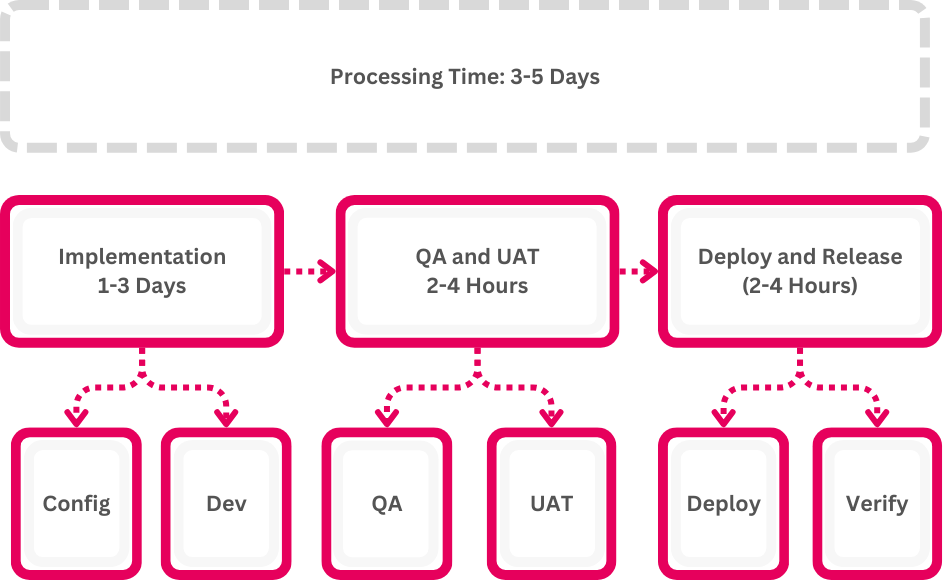 Processing Time: 3-5 Days
Implementation
1-3 Days
QA and UAT
2-4 Hours
Deploy and Release
(2-4 Hours)
Config
Dev
QA
UAT
Deploy
Verify